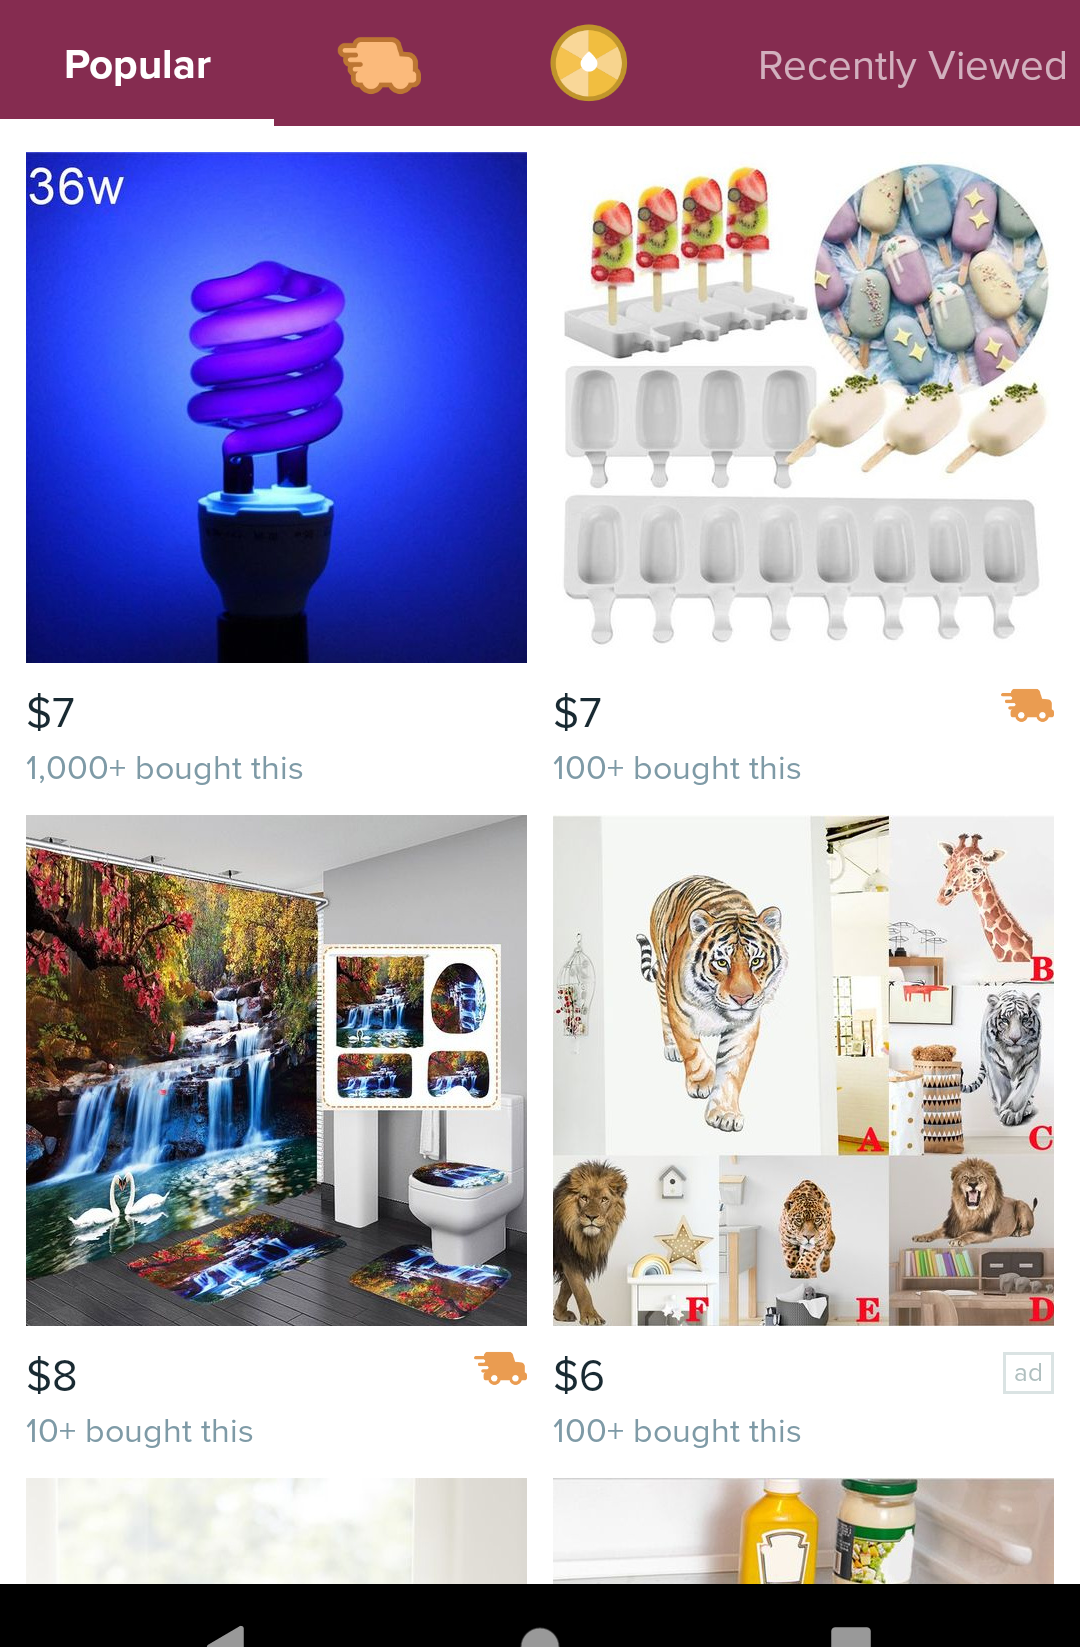 Popular
Recently Viewed
36w
$7
1,000+ bought this
$7
100+ bought this
A
B
C
F
E
D
$8
10+ bought this
$6
ad
100+ bought this